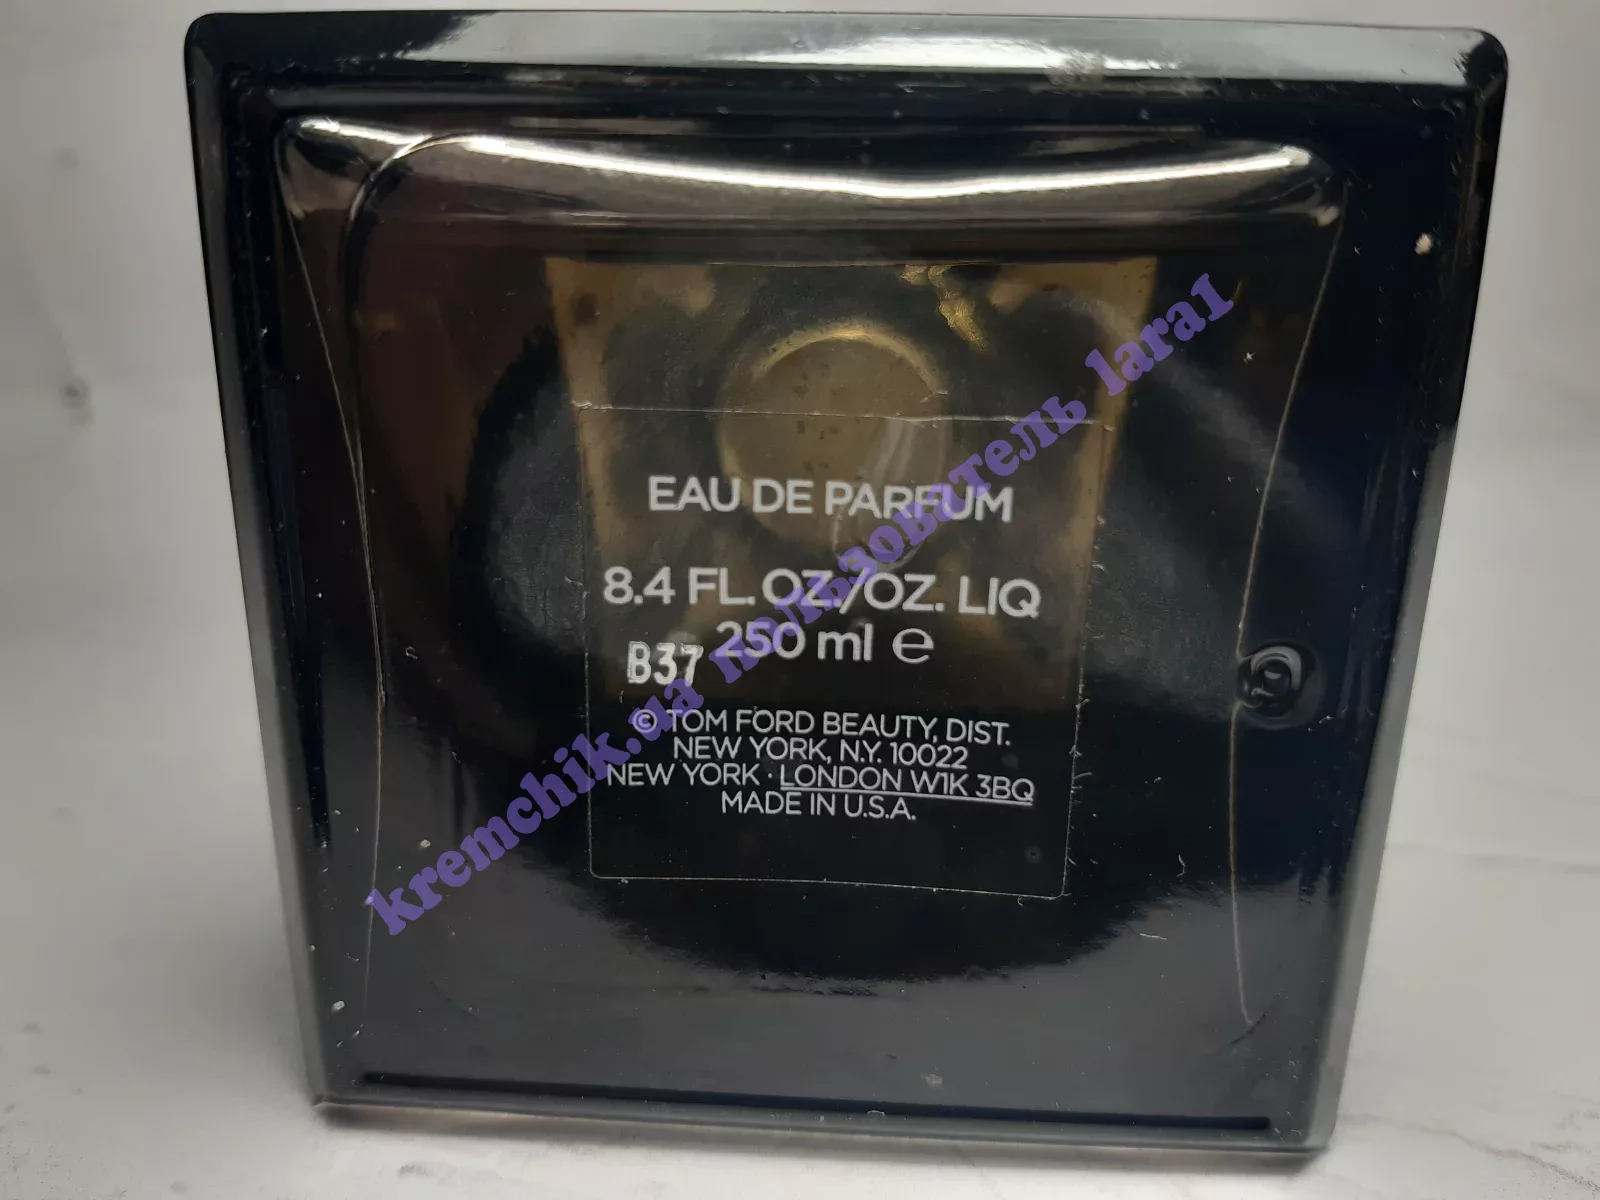 EAU DE PARFUM
8.4 FL. OZ./OZ. LIQ
250 ml e
B37
© TOM FORD BEAUTY, DIST.
NEW YORK, N.Y. 10022
NEW YORK · LONDON W1K 3BQ
MADE IN U.S.A.
kremchik.ua пользователь lara1